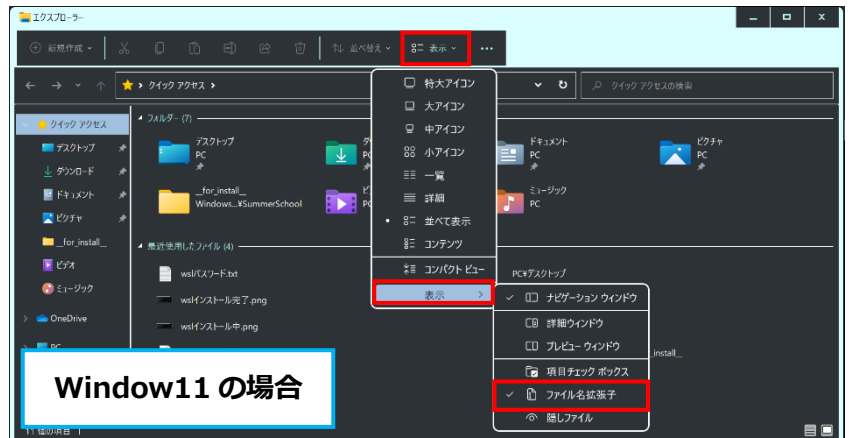 エクスプローラー
新規作成
並べ替え
表示
クイック アクセス
クイック アクセスの検索
クイック アクセス
デスクトップ
ダウンロード
ドキュメント
ピクチャ
__for_install__
ビデオ
ミュージック
OneDrive
PC
フォルダー (7)
デスクトップ
PC
PC
ドキュメント
PC
ピクチャ
PC
__for_install__
Windows...¥SummerSchool
PC
ミュージック
PC
最近使用したファイル (4)
wslパスワード.txt
PC¥デスクトップ
wslインストール完了.png
wslインストール中.png
_install__
特大アイコン
大アイコン
中アイコン
小アイコン
一覧
詳細
並べて表示
コンテンツ
コンパクト ビュー
表示
ナビゲーション ウィンドウ
詳細ウィンドウ
プレビュー ウィンドウ
項目チェック ボックス
ファイル名拡張子
隠しファイル
Window11 の場合
11 個の項目